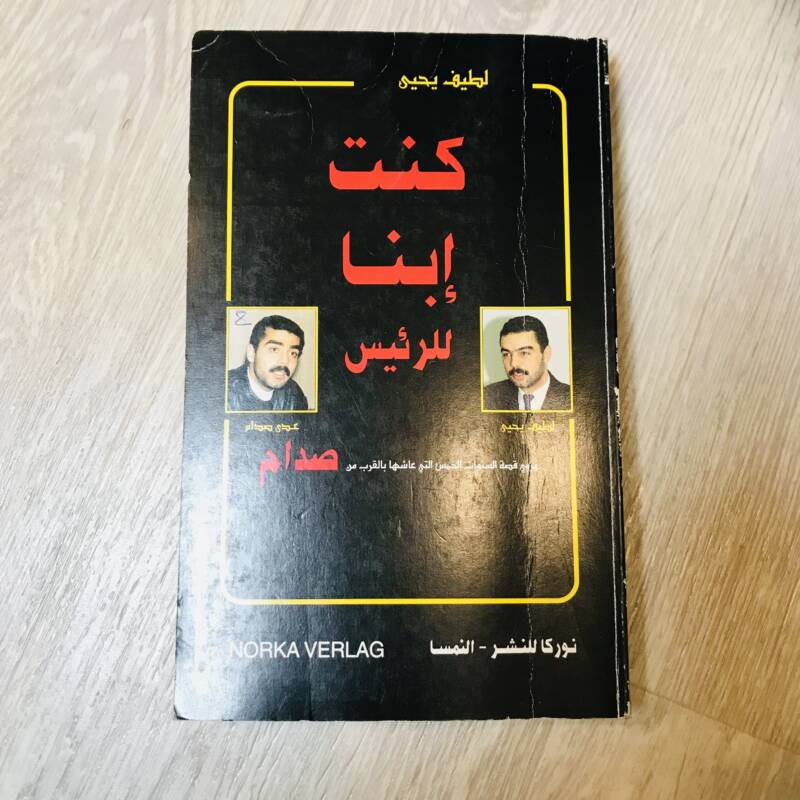 لطيف يحيى
كنت
إبنا
للرئيس
لطيف يحيى
عدي صدام
يروي قصة السنوات الخمس التي عاشها بالقرب من صدام
نوركا للنشر - النمسا
NORKA VERLAG